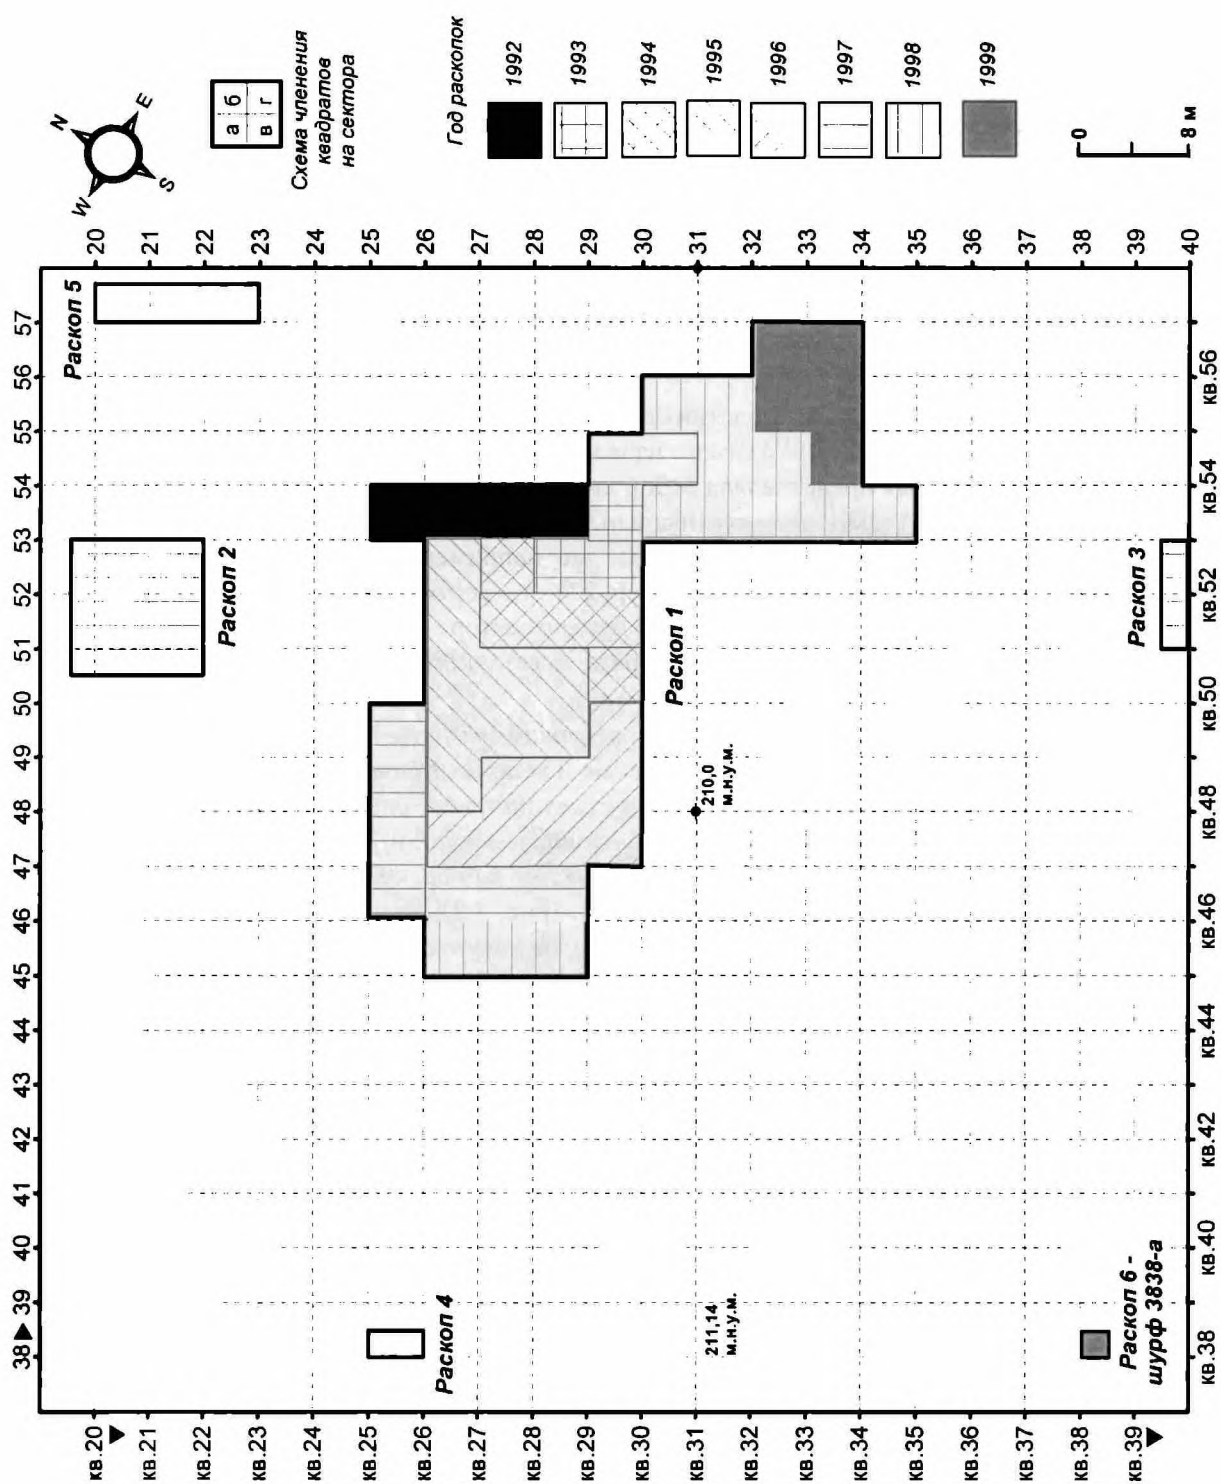 N
E
S
W
а б
в г
Схема членения
квадратов
на сектора
Год раскопок
1992
1993
1994
1995
1996
1997
1998
1999
0
8 м
20
21
22
23
24
25
26
27
28
29
30
31
32
33
34
35
36
37
38
39
40
57
56
55
54
53
52
51
50
49
48
47
46
45
44
43
42
41
40
39
38
Раскоп 5
Раскоп 2
Раскоп 1
Раскоп 3
Раскоп 4
Раскоп 6 -
шурф 3838-а
210,0
м.н.у.м.
211,14
м.н.у.м.
кв.56
кв.54
кв.52
кв.50
кв.48
кв.46
кв.44
кв.42
кв.40
кв.38
кв.20
кв.21
кв.22
кв.23
кв.24
кв.25
кв.26
кв.27
кв.28
кв.29
кв.30
кв.31
кв.32
кв.33
кв.34
кв.35
кв.36
кв.37
кв.38
кв.39